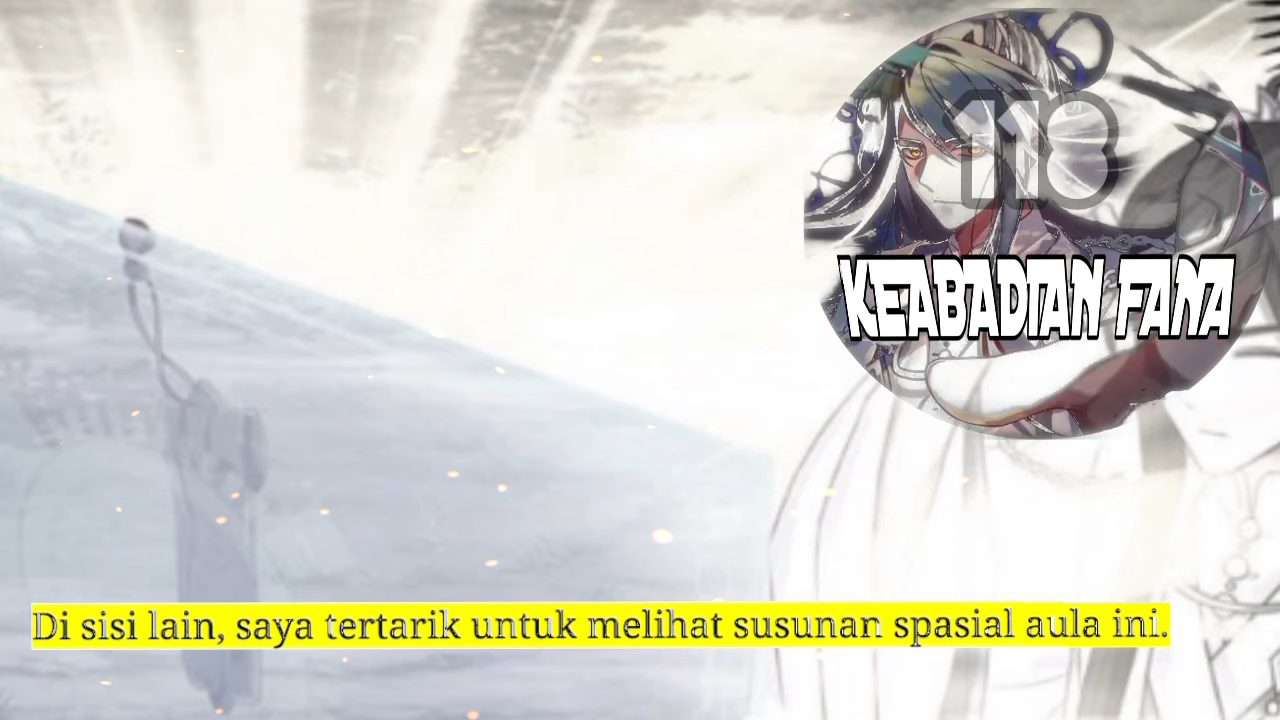 118
KEABADIAN FANA
Di sisi lain, saya tertarik untuk melihat susunan spasial aula ini.